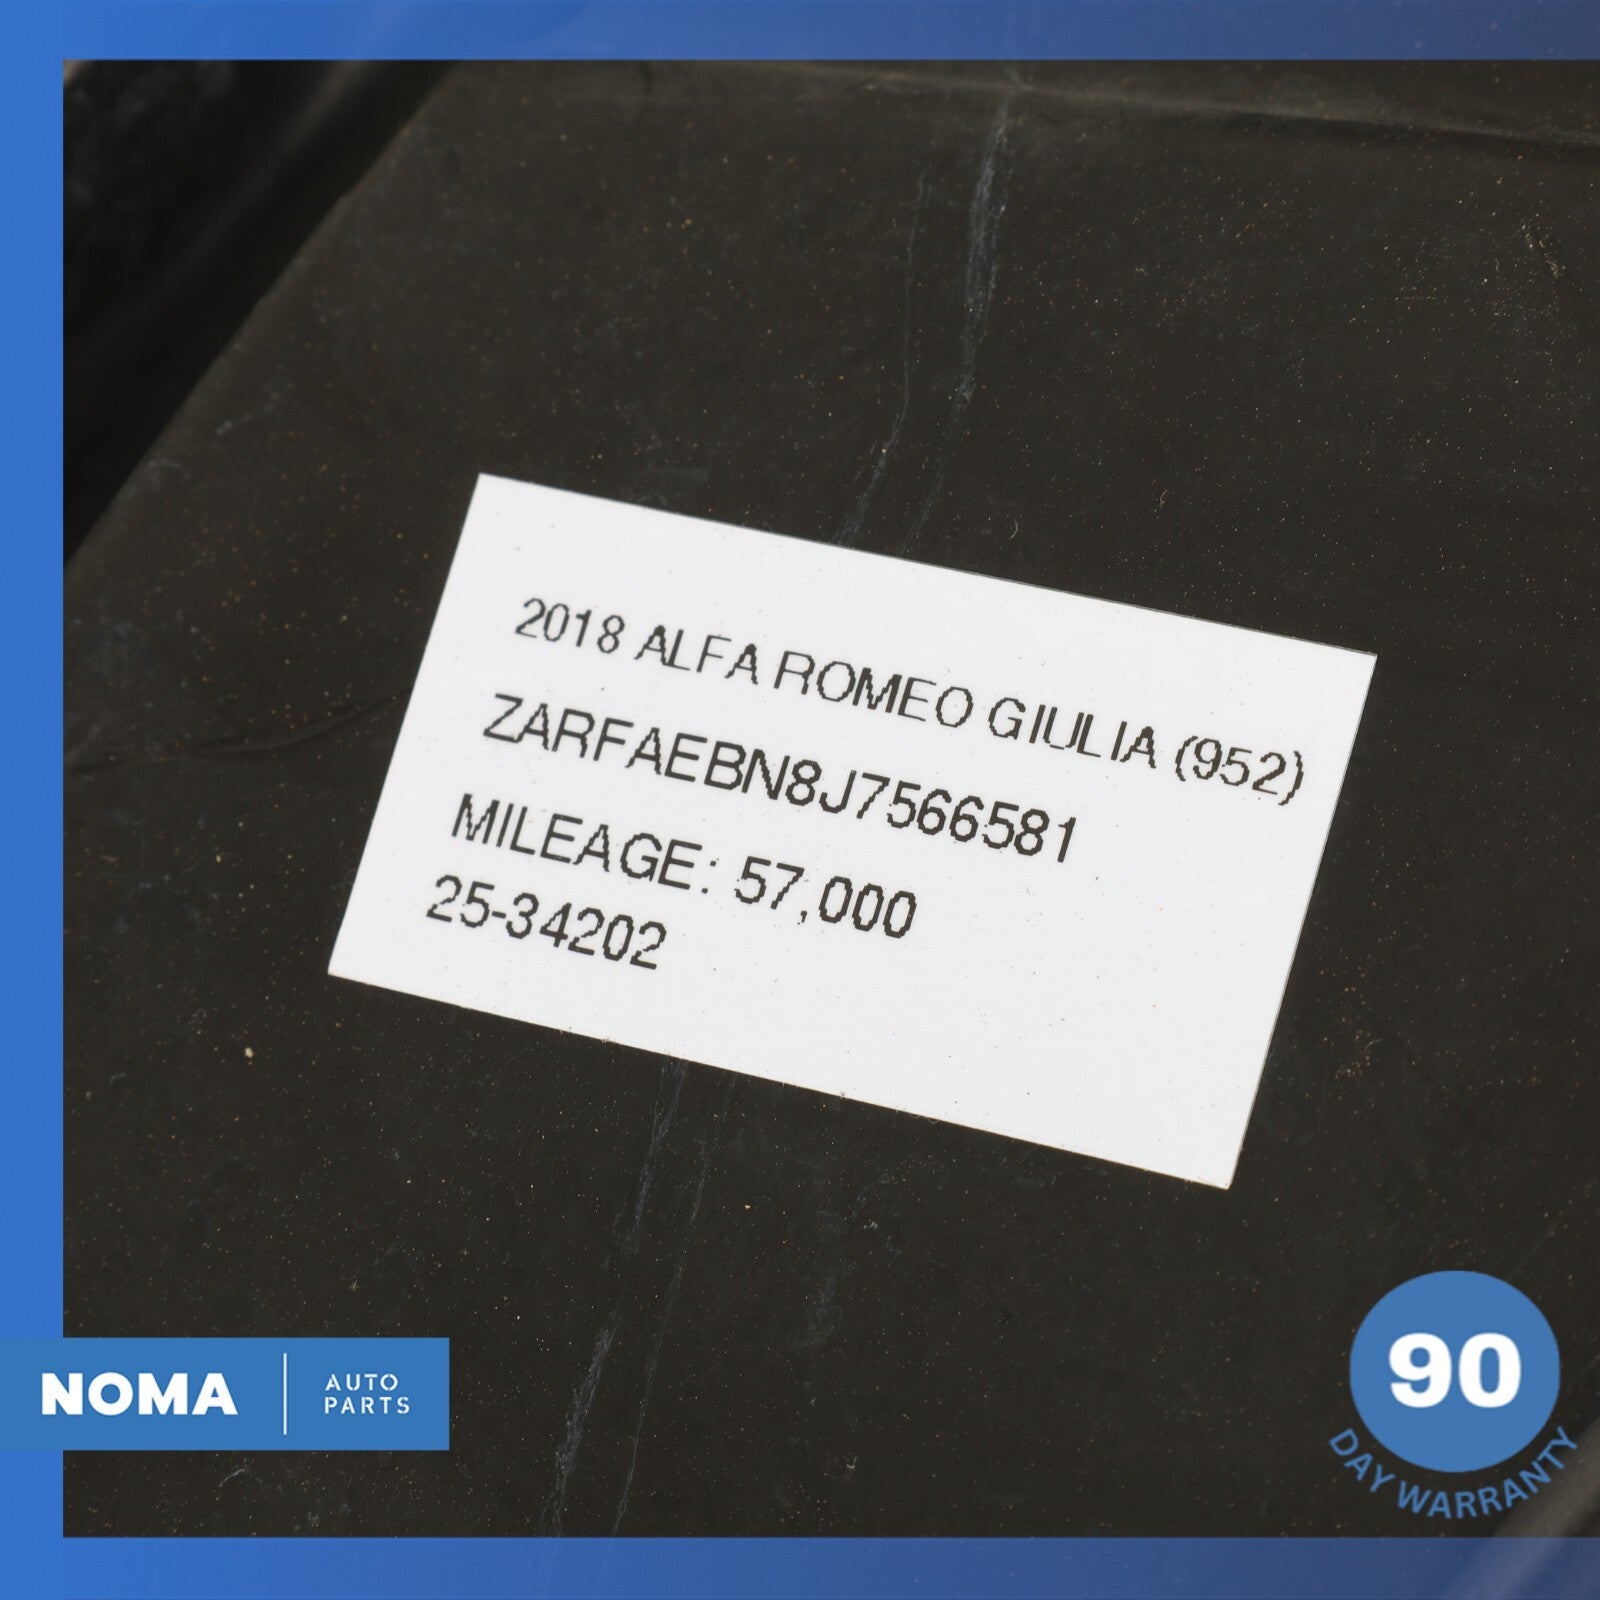 2018 ALFA ROMEO GIULIA (952)
ZARFAEBN8J7566581
MILEAGE: 57,000
25-34202
NOMA
AUTO
PARTS
90
DAY WARRANTY